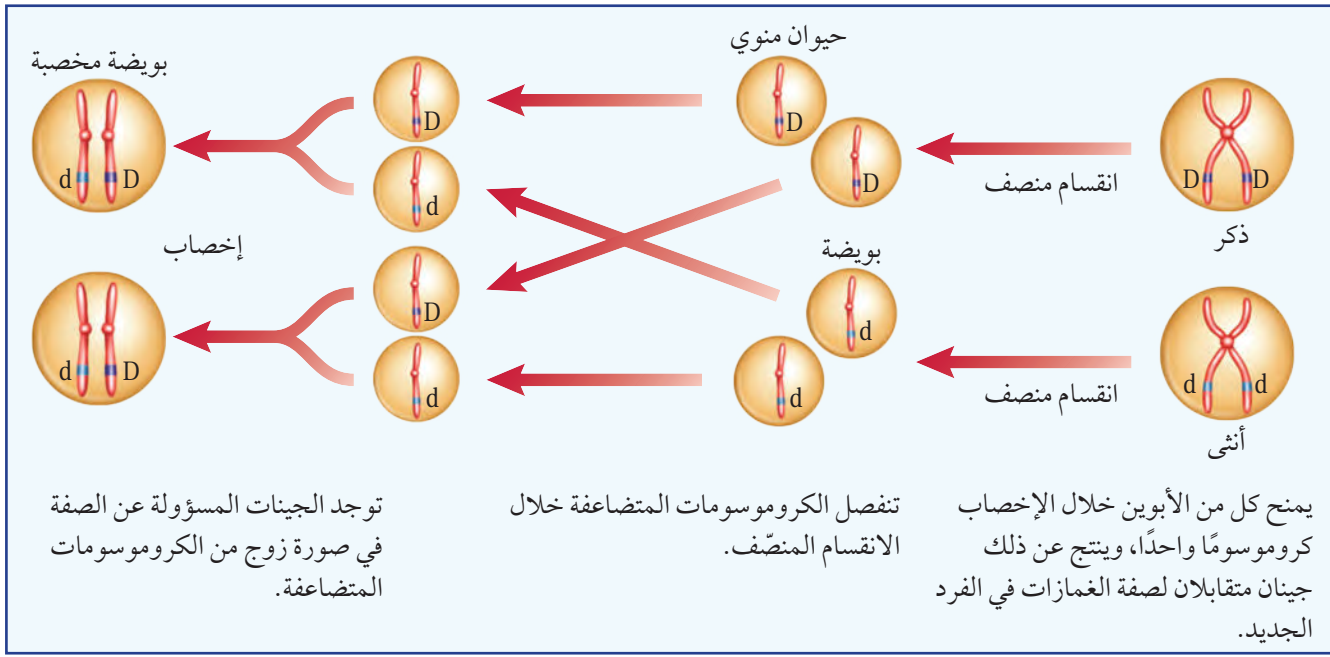 ذكر
D D
أنثى
d d
انقسام منصف
انقسام منصف
حيوان منوي
D
D
بويضة
d
d
D
d
D
d
إخصاب
بويضة مخصبة
d D
d D
يمنح كل من الأبوين خلال الإخصاب
كروموسومًا واحدًا، وينتج عن ذلك
جينان متقابلان لصفة الغمازات في الفرد
الجديد.
تنفصل الكروموسومات المتضاعفة خلال
الانقسام المنصّف.
توجد الجينات المسؤولة عن الصفة
في صورة زوج من الكروموسومات
المتضاعفة.